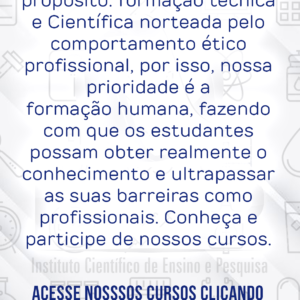 propósito: formação técnica
e Científica norteada pelo
comportamento ético
profissional, por isso, nossa
prioridade é a
formação humana, fazendo
com que os estudantes
possam obter realmente o
conhecimento e ultrapassar
as suas barreiras como
profissionais. Conheça e
participe de nossos cursos.
Instituto Científico de Ensino e Pesquisa
ACESSE NOSSSOS CURSOS CLICANDO